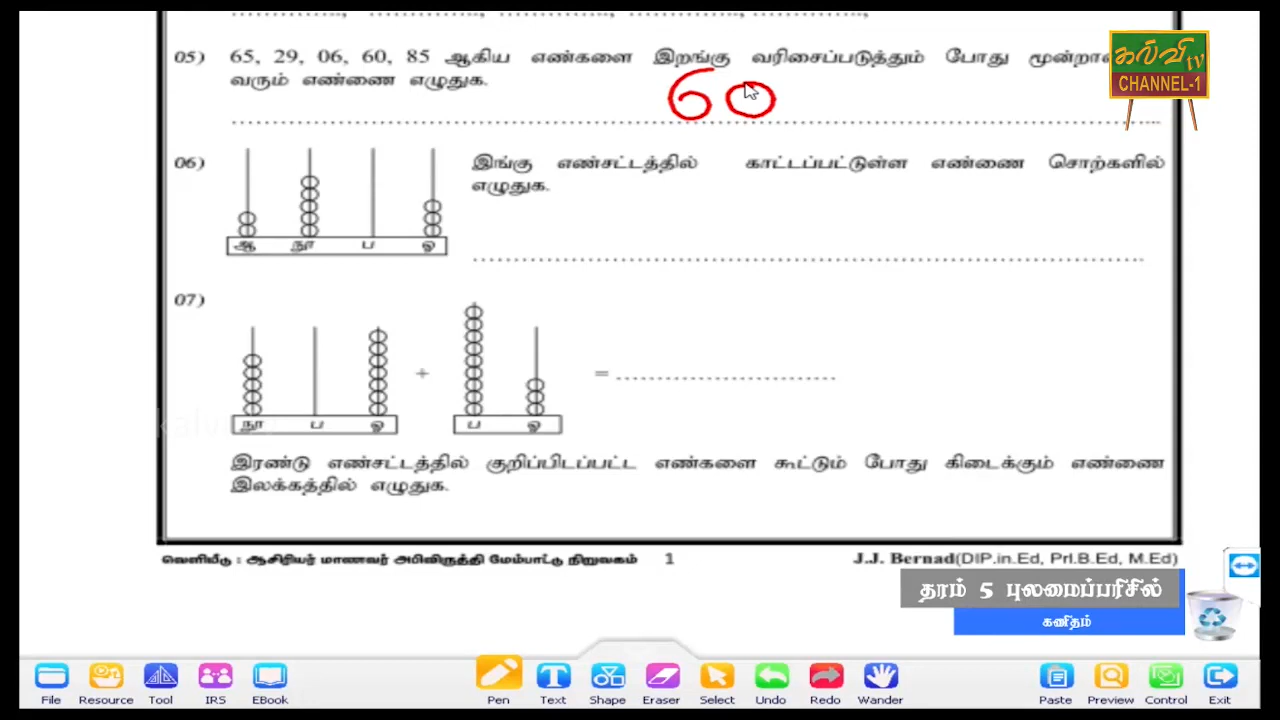 05) 65, 29, 06, 60, 85 ஆகிய எண்களை இறங்கு வரிசைப்படுத்தும் போது
வரும் எண்ணை எழுதுக.
60
கல்வி tv
CHANNEL-1
06) இங்கு எண்சட்டத்தில் காட்டப்பட்டுள்ள எண்ணை சொற்களில்
எழுதுக.
ஆ நூ ப ஓ
07)
+ =
நூ ப ஓ ப ஓ
இரண்டு எண்சட்டத்தில் குறிப்பிடப்பட்ட எண்களை கூட்டும் போது கிடைக்கும் எண்ணை
இலக்கத்தில் எழுதுக.
வெளியீடு : ஆசிரியர் மாணவர் அபிவிருத்தி மேம்பாட்டு நிறுவகம் 1 J.J. Bernad(DIP.in.Ed, Prl.B.Ed, M.Ed)
தரம் 5 புலமைப்பரிசில்
கணிதம்
File Resource Tool IRS EBook Pen Text Shape Eraser Select Undo Redo Wander Paste Preview Control Exit